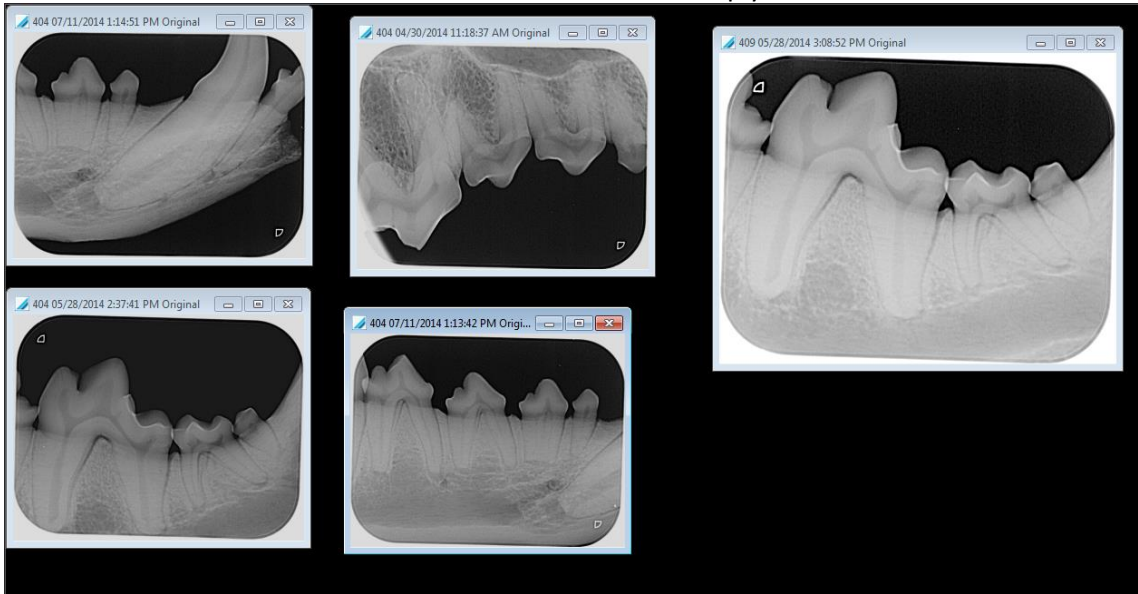 404 07/11/2014 1:14:51 PM Original
404 04/30/2014 11:18:37 AM Original
409 05/28/2014 3:08:52 PM Original
404 05/28/2014 2:37:41 PM Original
404 07/11/2014 1:13:42 PM Origi...